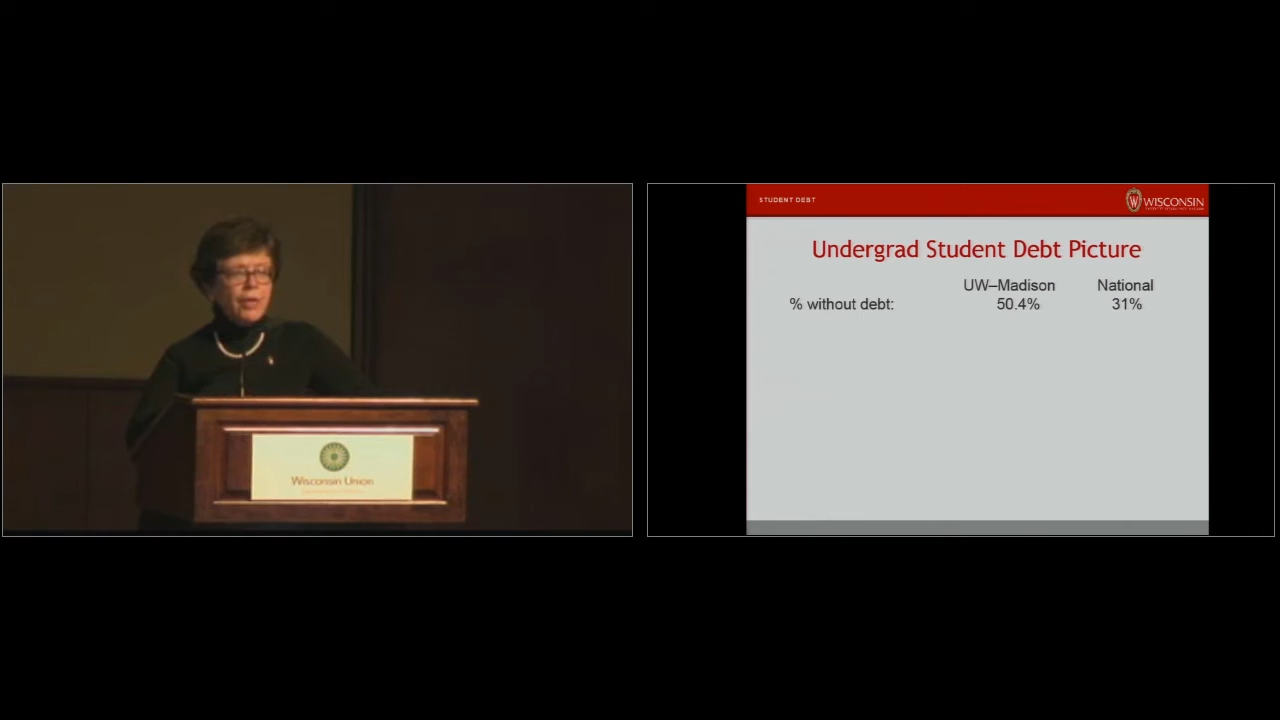 WISCONSIN UNION
STUDENT DEBT
WISCONSIN
Undergrad Student Debt Picture
UW–Madison National
% without debt: 50.4% 31%